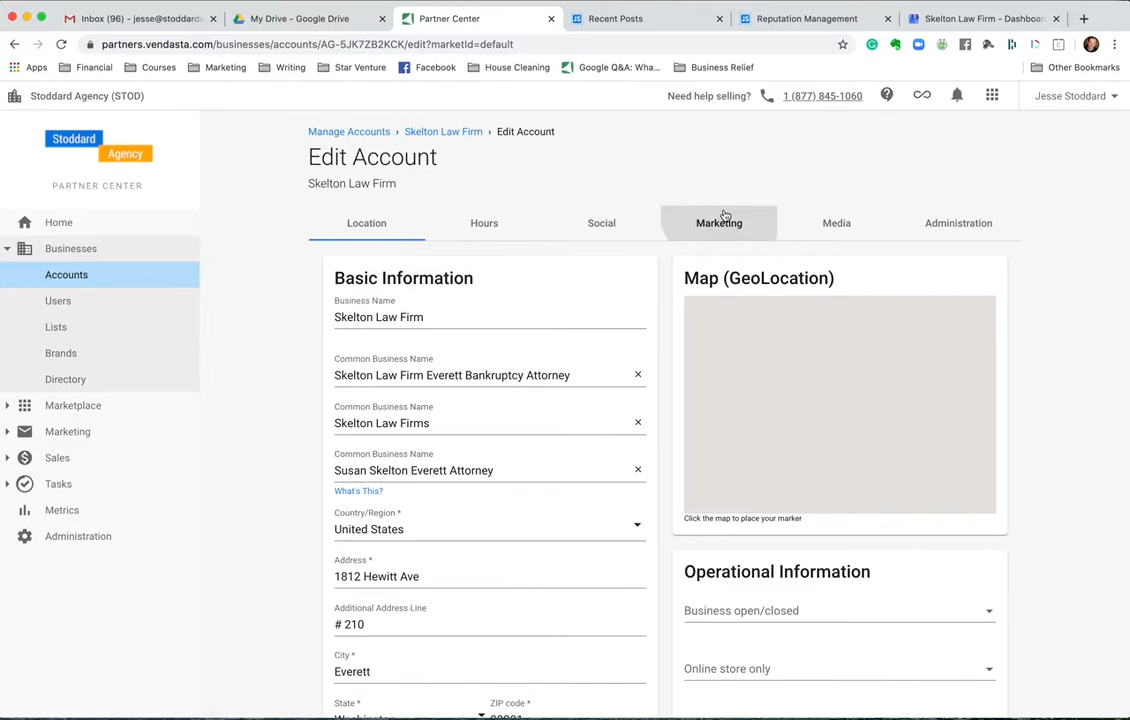 Inbox (96) - jesse@stoddarda
My Drive - Google Drive
Partner Center
Recent Posts
Reputation Management
Skelton Law Firm - Dashboar
partners.vendasta.com/businesses/accounts/AG-5JK7ZB2KCK/edit?marketId=default
Apps
Financial
Courses
Marketing
Writing
Star Venture
Facebook
House Cleaning
Google Q&A: Wha...
Business Relief
Other Bookmarks
Stoddard Agency (STOD)
Need help selling?
1 (877) 845-1060
Jesse Stoddard
Stoddard
Agency
PARTNER CENTER
Home
Businesses
Accounts
Users
Lists
Brands
Directory
Marketplace
Marketing
Sales
Tasks
Metrics
Administration
Manage Accounts › Skelton Law Firm › Edit Account
Edit Account
Skelton Law Firm
Location
Hours
Social
Marketing
Media
Administration
Basic Information
Business Name
Skelton Law Firm
Common Business Name
Skelton Law Firm Everett Bankruptcy Attorney
Common Business Name
Skelton Law Firms
Common Business Name
Susan Skelton Everett Attorney
What's This?
Country/Region *
United States
Address *
1812 Hewitt Ave
Additional Address Line
# 210
City *
Everett
State *
ZIP code *
Washington
Map (GeoLocation)
Click the map to place your marker
Operational Information
Business open/closed
Online store only